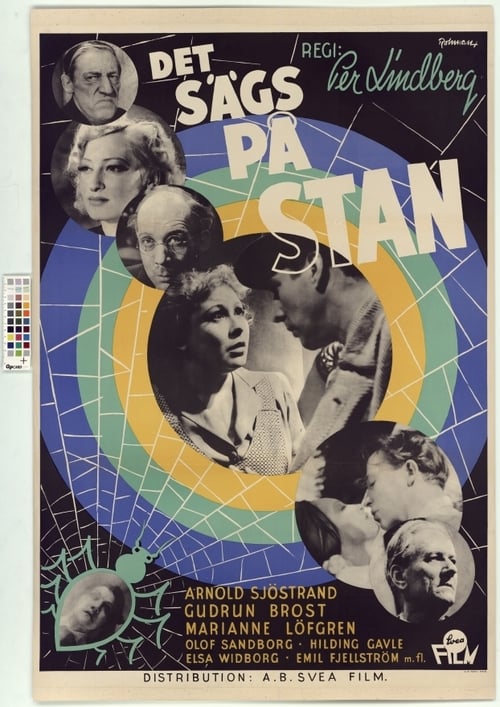 DET
SÄGS
PÅ
STAN
REGI:
Per Lindberg
Rohman
ARNOLD SJÖSTRAND
GUDRUN BROST
MARIANNE LÖFGREN
OLOF SANDBORG · HILDING GAVLE
ELSA WIDBORG · EMIL FJELLSTRÖM m.fl.
Svea
FILM
DISTRIBUTION: A.B. SVEA FILM.